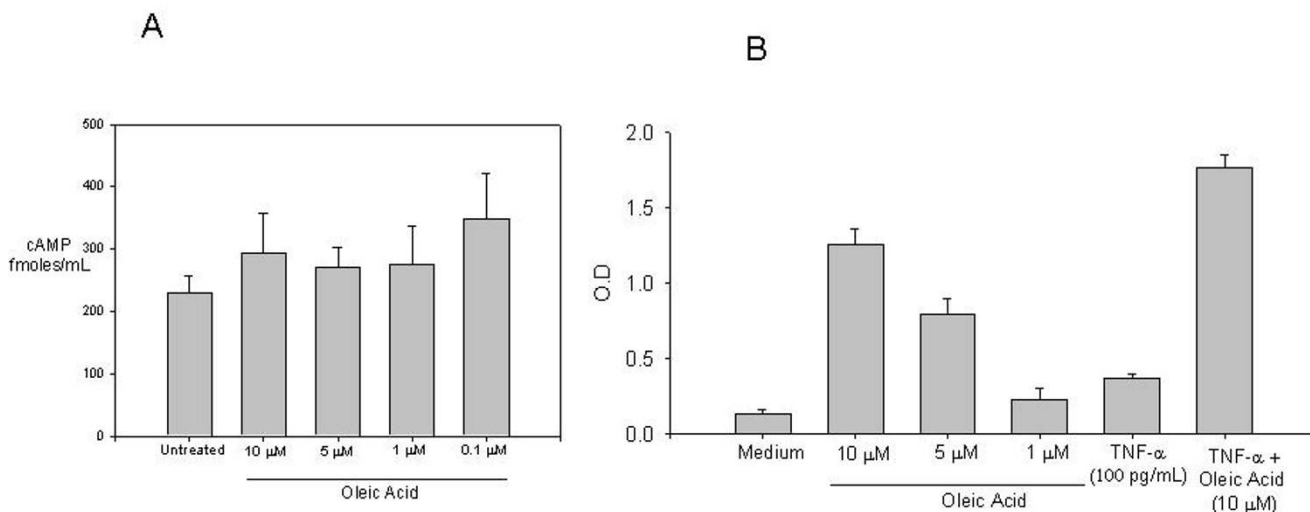 A
500
400
cAMP
fmoles/mL
300
200
100
0
Untreated 10 µM 5 µM 1 µM 0.1 µM
Oleic Acid
B
2.0
1.5
O.D
1.0
0.5
0.0
Medium 10 µM 5 µM 1 µM TNF-α TNF-α +
(100 pg/mL) Oleic Acid
Oleic Acid (10 µM)